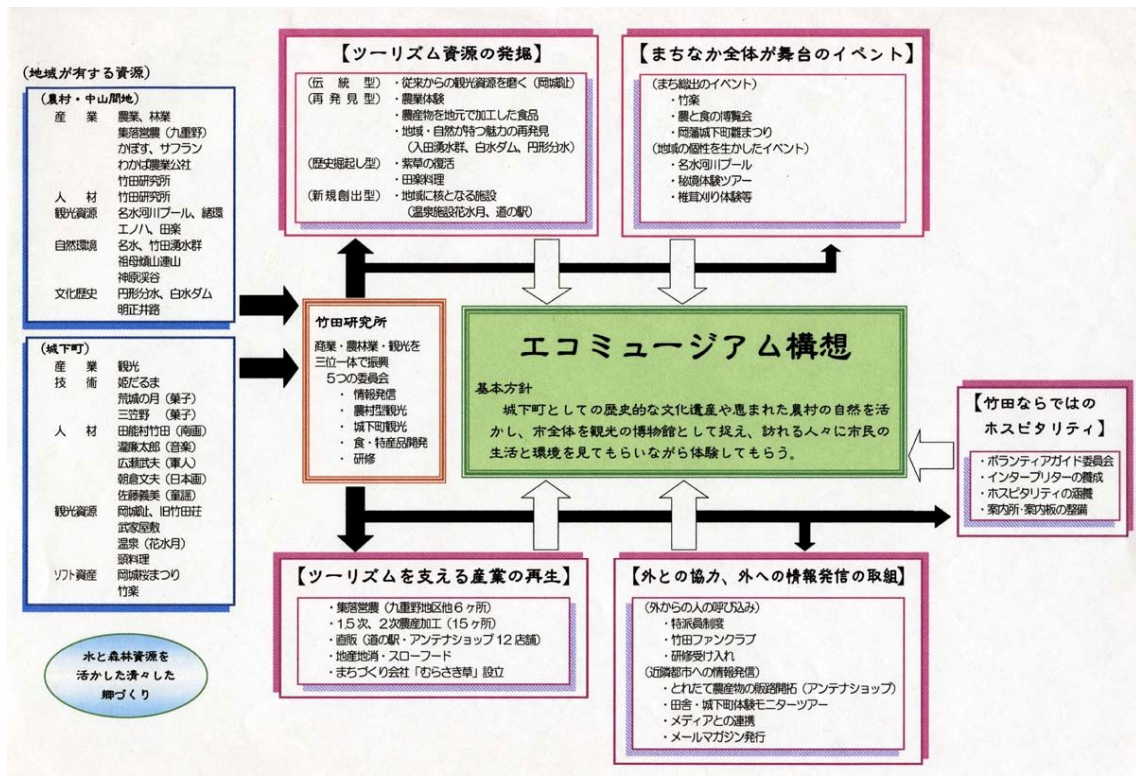 (地域が有する資源)
(農村・中山間地)
産 業 農業、林業
集落営農（九重野）
かぼす、サフラン
わかば農業公社
竹田研究所
人 材 竹田研究所
観光資源 名水河川プール、緒環
エノハ、田楽
自然環境 名水、竹田湧水群
祖母傾山連山
神原渓谷
文化歴史 円形分水、白水ダム
明正井路
(城下町)
産 業 観光
技 術 姫だるま
荒城の月（菓子）
三笠野 （菓子）
人 材 田能村竹田（南画）
瀧廉太郎（音楽）
広瀬武夫（軍人）
朝倉文夫（日本画）
佐藤義美（童謡）
観光資源 岡城阯、旧竹田荘
武家屋敷
温泉（花水月）
頭料理
ソフト資産 岡城桜まつり
竹楽
水と森林資源を
活かした清々した
郷づくり
【ツーリズム資源の発掘】
(伝 統 型) ・従来からの観光資源を磨く（岡城阯）
(再発見型) ・農業体験
・農産物を地元で加工した食品
・地域・自然が持つ魅力の再発見
（入田湧水群、白水ダム、円形分水）
(歴史掘起し型) ・紫草の復活
・田楽料理
(新規創出型) ・地域に核となる施設
（温泉施設花水月、道の駅）
【まちなか全体が舞台のイベント】
(まち総出のイベント)
・竹楽
・農と食の博覧会
・岡藩城下町雛まつり
(地域の個性を生かしたイベント)
・名水河川プール
・秘境体験ツアー
・椎茸刈り体験等
竹田研究所
商業・農林業・観光を
三位一体で振興
５つの委員会
・ 情報発信
・ 農村型観光
・ 城下町観光
・ 食・特産品開発
・ 研修
エコミュージアム構想
基本方針
城下町としての歴史的な文化遺産や恵まれた農村の自然を活
かし、市全体を観光の博物館として捉え、訪れる人々に市民の
生活と環境を見てもらいながら体験してもらう。
【竹田ならではの
ホスピタリティ】
・ボランティアガイド委員会
・インタープリターの養成
・ホスピタリティの涵養
・案内所・案内板の整備
【ツーリズムを支える産業の再生】
・集落営農（九重野地区他６ヶ所）
・1.5次、２次農産加工（15ヶ所）
・直販（道の駅・アンテナショップ12店舗）
・地産地消・スローフード
・まちづくり会社「むらさき草」設立
【外との協力、外への情報発信の取組】
(外からの人の呼び込み)
・特派員制度
・竹田ファンクラブ
・研修受け入れ
(近隣都市への情報発信)
・とれたて農産物の販路開拓（アンテナショップ）
・田舎・城下町体験モニターツアー
・メディアとの連携
・メールマガジン発行